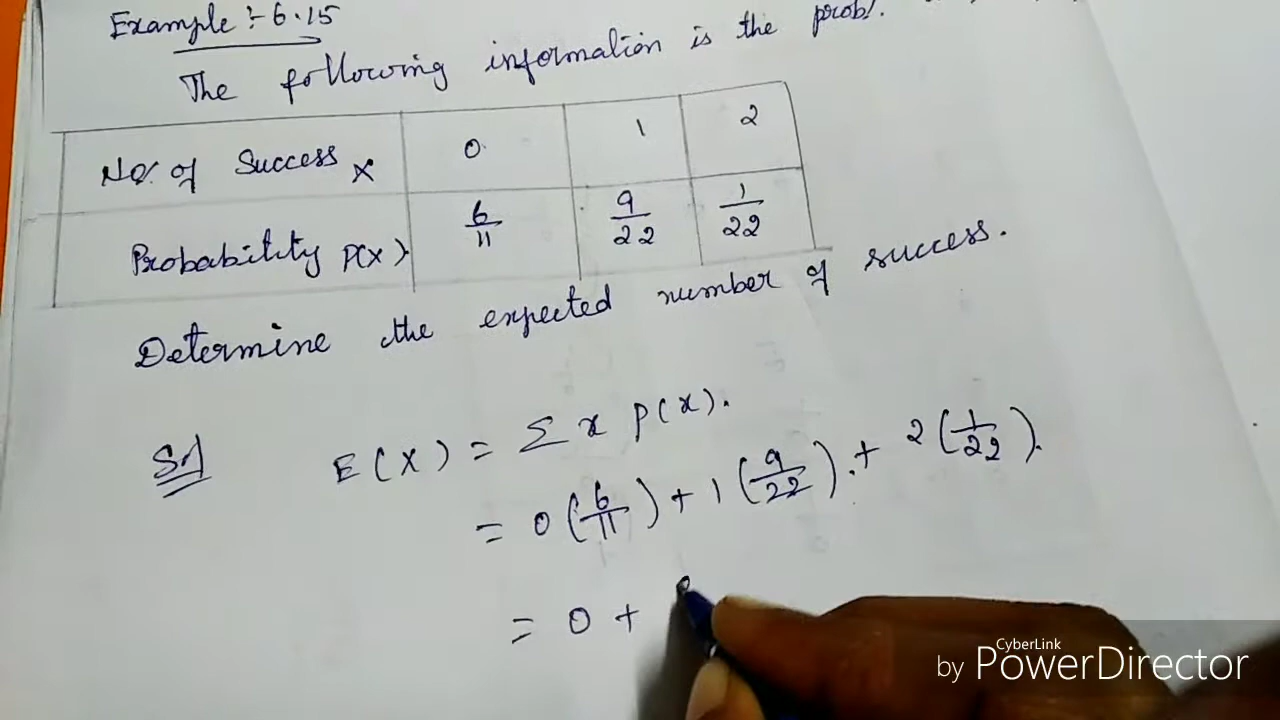 Example :- 6.15
The following information is the prob.
No. of Success X 0 1 2
Probability P(X) 6/11 9/22 1/22
Determine the expected number of success.
Sol E(X) = Σ x P(x).
= 0 (6/11) + 1 (9/22) + 2 (1/22).
= 0 +
CyberLink
by PowerDirector